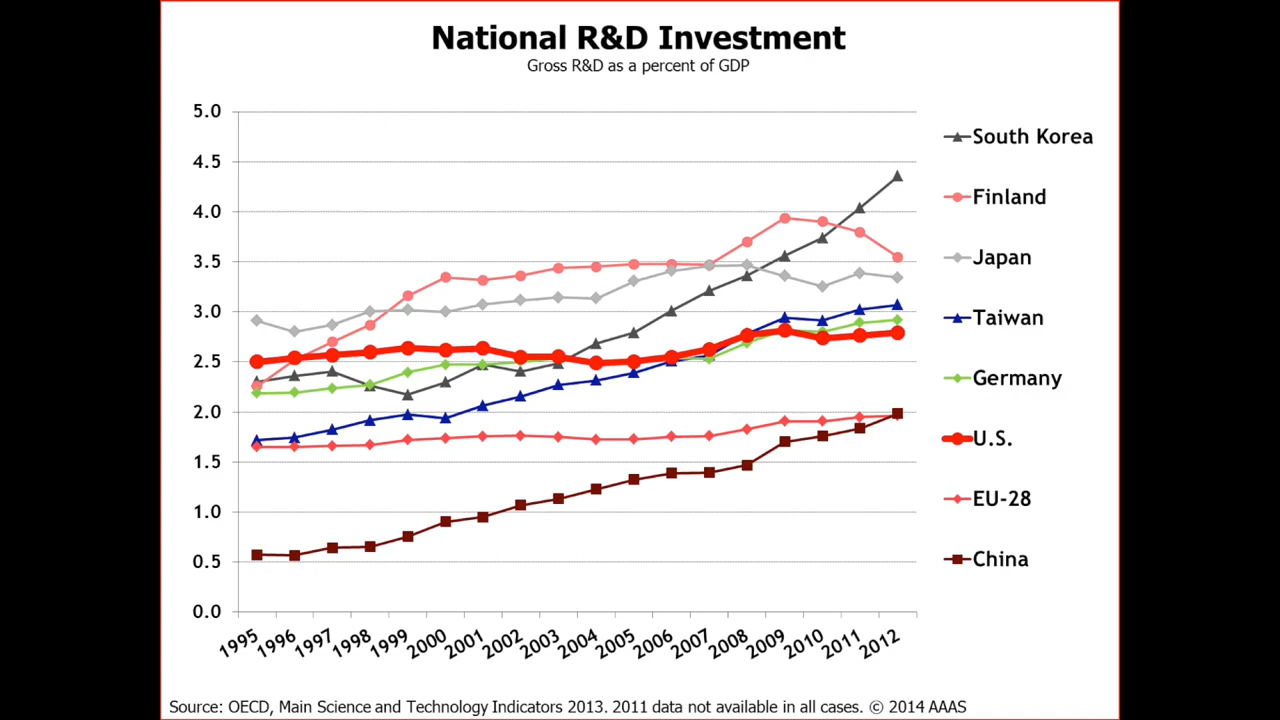 National R&D Investment
Gross R&D as a percent of GDP
5.0
4.5
4.0
3.5
3.0
2.5
2.0
1.5
1.0
0.5
0.0
1995 1996 1997 1998 1999 2000 2001 2002 2003 2004 2005 2006 2007 2008 2009 2010 2011 2012
South Korea
Finland
Japan
Taiwan
Germany
U.S.
EU-28
China
Source: OECD, Main Science and Technology Indicators 2013. 2011 data not available in all cases. © 2014 AAAS